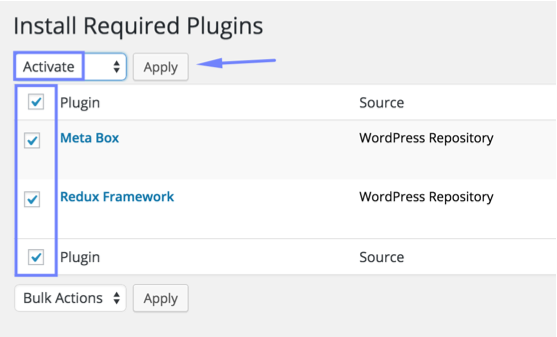 Install Required Plugins
Activate Apply
Plugin Source
Meta Box WordPress Repository
Redux Framework WordPress Repository
Plugin Source
Bulk Actions Apply